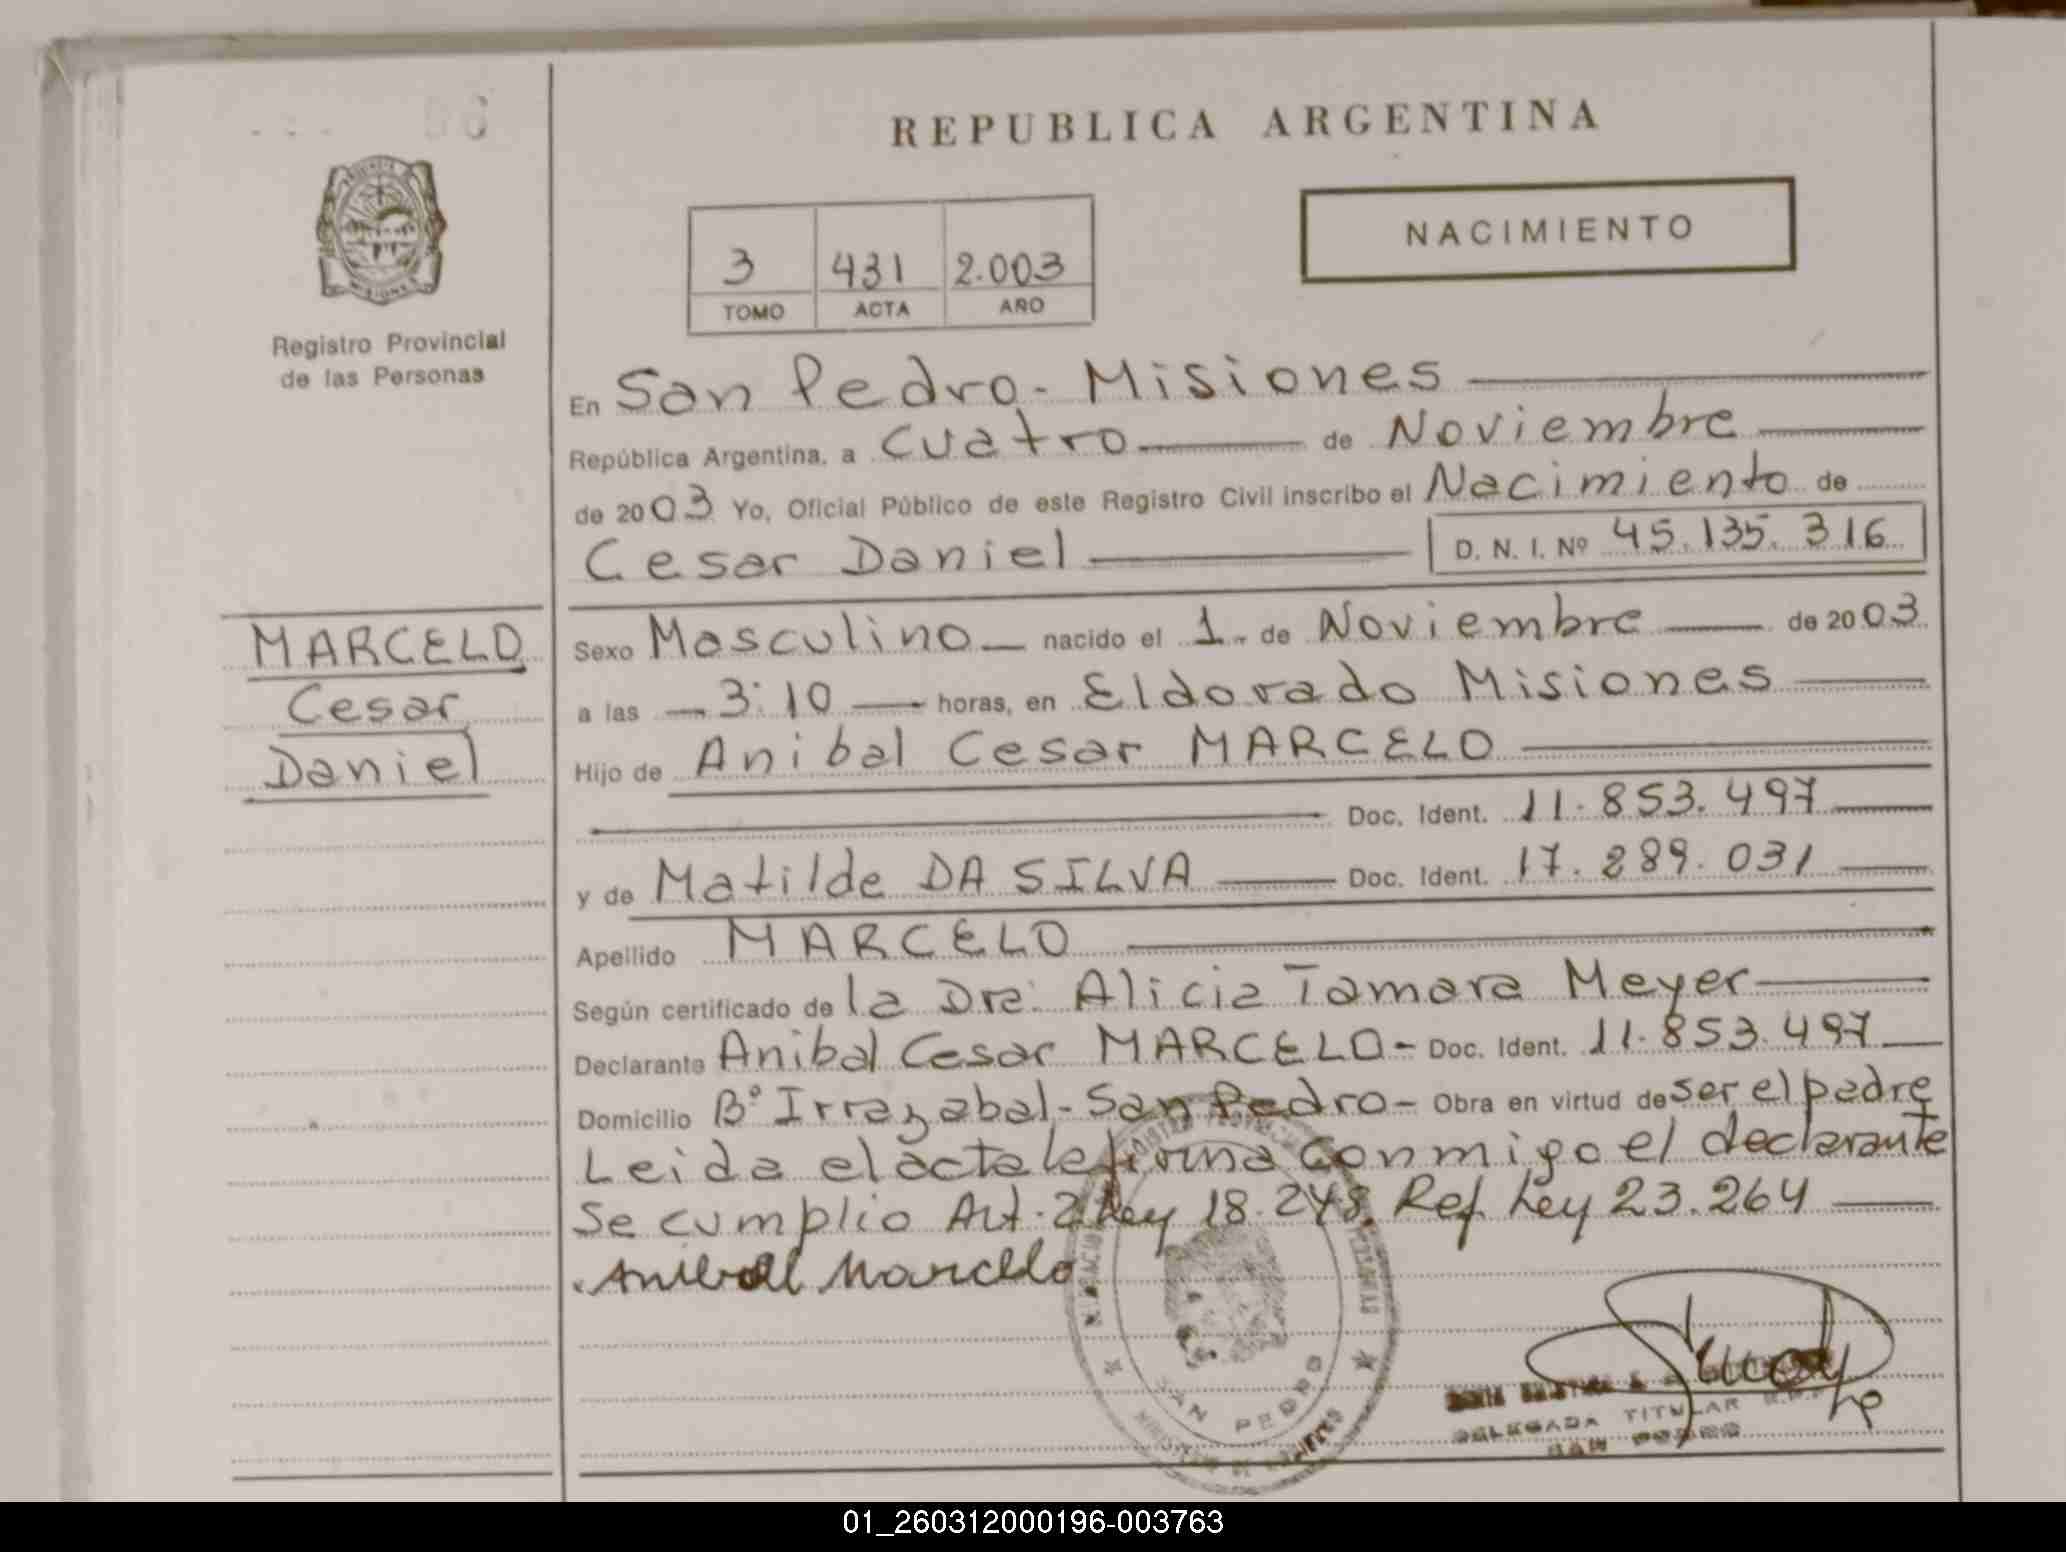 REPUBLICA ARGENTINA
NACIMIENTO
3 431 2.003
TOMO ACTA AÑO
MISIONES
Registro Provincial
de las Personas
En San Pedro - Misiones
República Argentina, a Cuatro de Noviembre
de 2003 Yo, Oficial Público de este Registro Civil inscribo el Nacimiento de
Cesar Daniel D. N. I. Nº 45.135.316
MARCELO
Cesar
Daniel
Sexo Masculino nacido el 1 de Noviembre de 2003
a las 3:10 horas, en Eldorado Misiones
Hijo de Anibal Cesar MARCELO
Doc. Ident. 11.853.497
y de Matilde DA SILVA Doc. Ident. 17.289.031
Apellido MARCELO
Según certificado de la Dra. Alicia Tamara Meyer
Declarante Anibal Cesar MARCELO - Doc. Ident. 11.853.497
Domicilio Bº Irrazabal - San Pedro - Obra en virtud de ser el padre
Leida el acta la firma conmigo el declarante
Se cumplio Art. 2 Ley 18.248. Ref. Ley 23.264
Anibal Marcelo
SAN PEDRO
DELEGADA TITULAR
SAN PEDRO
01_260312000196-003763